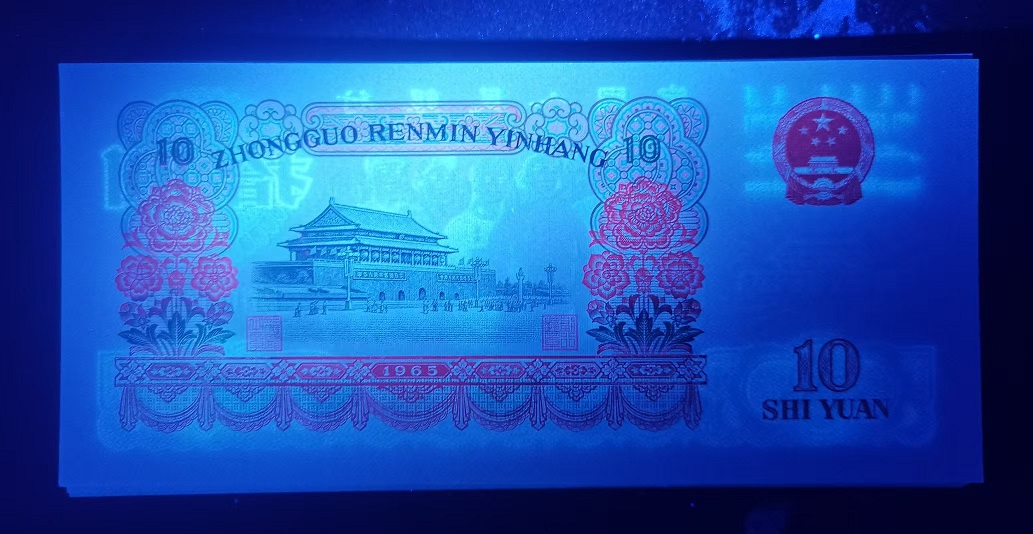 10 ZHONGGUO RENMIN YINHANG 10
1965
10
SHI YUAN